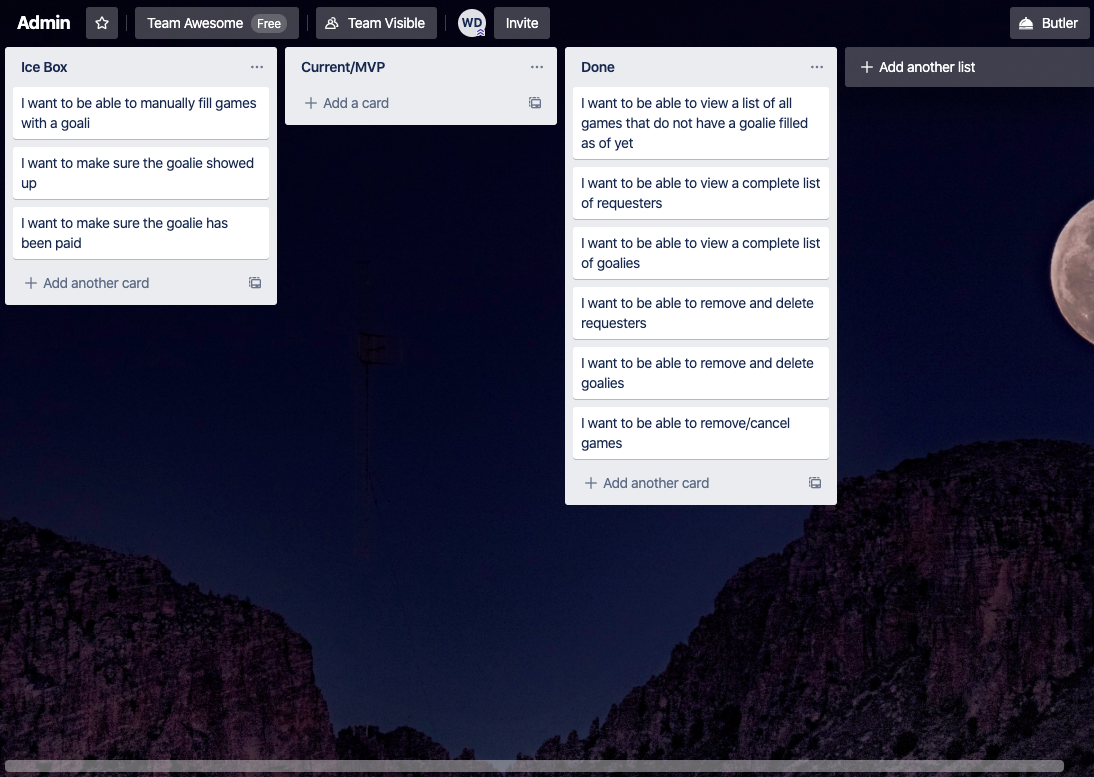 Admin
Team Awesome Free
Team Visible
WD
Invite
Butler
Ice Box
I want to be able to manually fill games
with a goali
I want to make sure the goalie showed
up
I want to make sure the goalie has
been paid
Add another card
Current/MVP
Add a card
Done
I want to be able to view a list of all
games that do not have a goalie filled
as of yet
I want to be able to view a complete list
of requesters
I want to be able to view a complete list
of goalies
I want to be able to remove and delete
requesters
I want to be able to remove and delete
goalies
I want to be able to remove/cancel
games
Add another card
Add another list